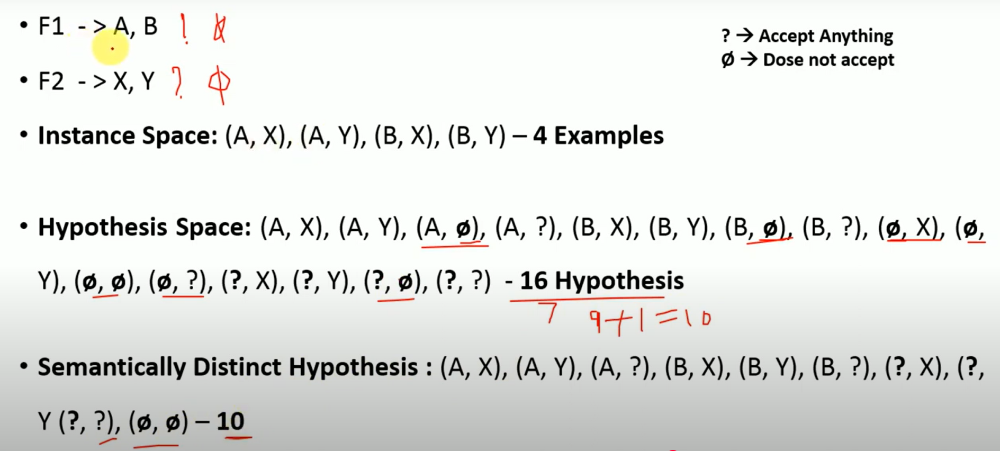 • F1 -> A, B ? ø
? → Accept Anything
ø → Dose not accept
• F2 -> X, Y ? ϕ
• Instance Space: (A, X), (A, Y), (B, X), (B, Y) – 4 Examples
• Hypothesis Space: (A, X), (A, Y), (A, ø), (A, ?), (B, X), (B, Y), (B, ø), (B, ?), (ø, X), (ø,
Y), (ø, ø), (ø, ?), (?, X), (?, Y), (?, ø), (?, ?) - 16 Hypothesis
7 9+1=10
• Semantically Distinct Hypothesis : (A, X), (A, Y), (A, ?), (B, X), (B, Y), (B, ?), (?, X), (?,
Y (?, ?), (ø, ø) – 10